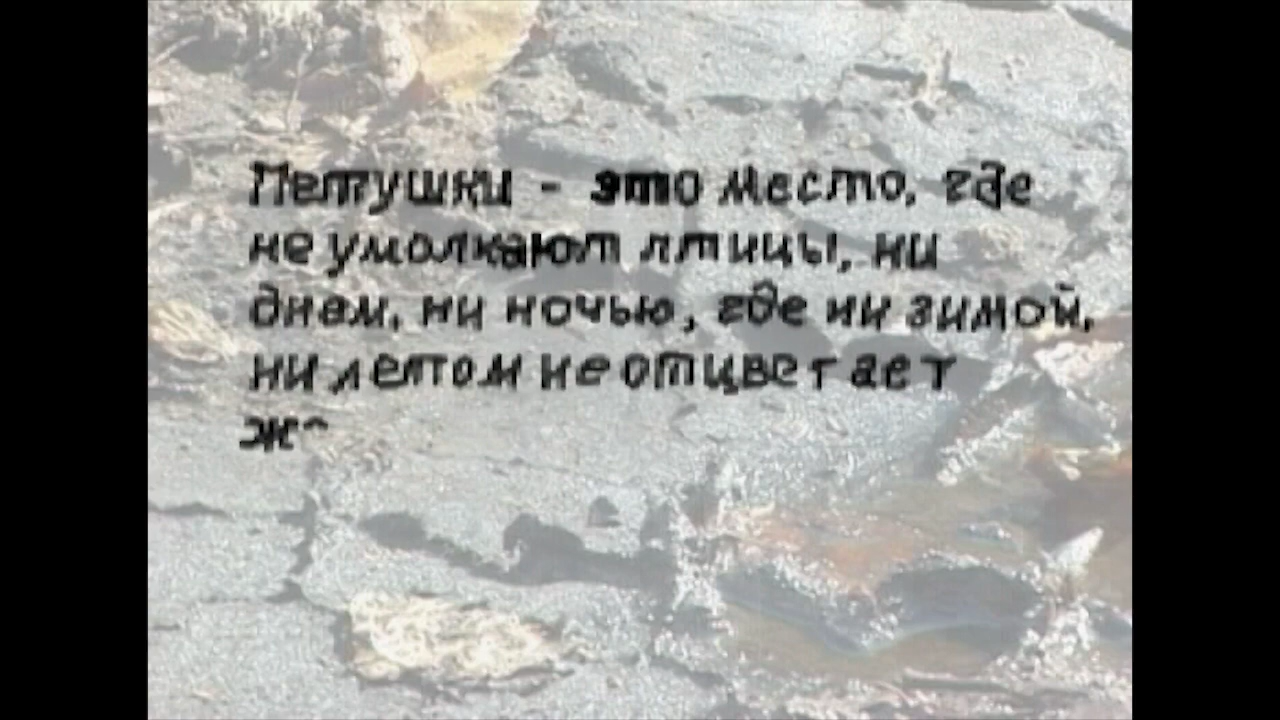 Петушки - это место, где
не умолкают птицы, ни
днем, ни ночью, где ни зимой,
ни летом не отцветает